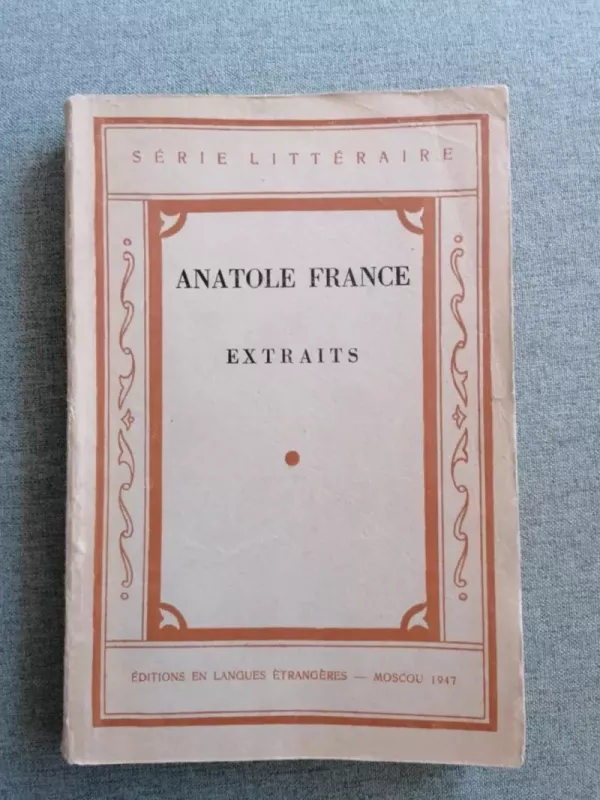 SÉRIE LITTÉRAIRE
ANATOLE FRANCE
EXTRAITS
ÉDITIONS EN LANGUES ÉTRANGÈRES — MOSCOU 1947